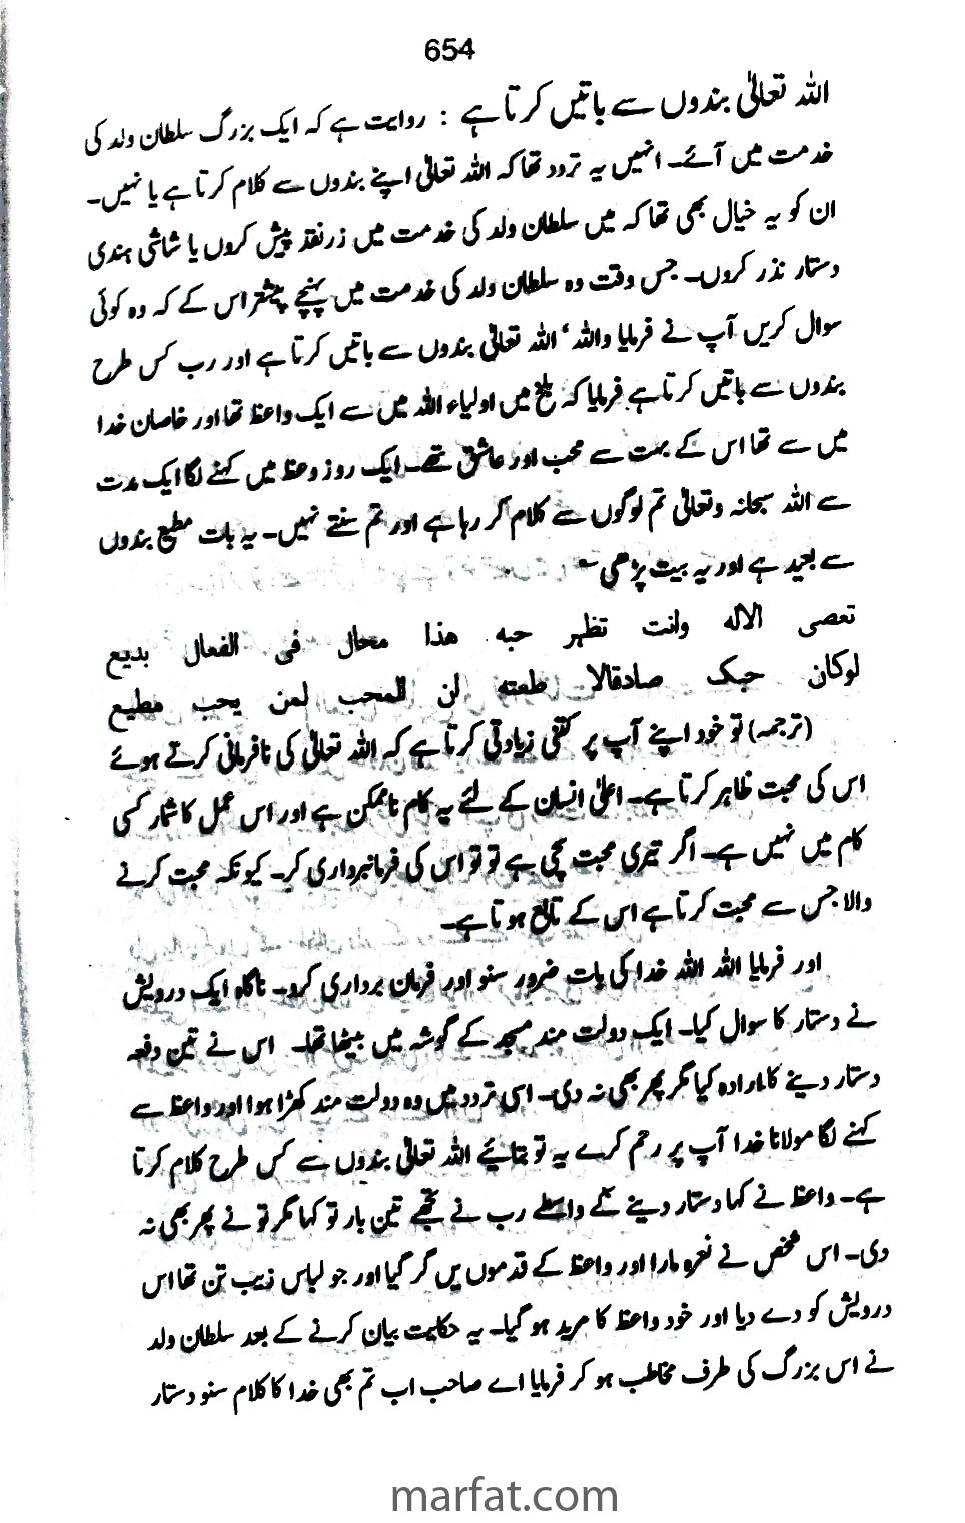 654
اللہ تعالیٰ بندوں سے باتیں کرتا ہے : روایت ہے کہ ایک بزرگ سلطان ولد کی
خدمت میں آئے۔ انہیں یہ تردد تھا کہ اللہ تعالیٰ اپنے بندوں سے کلام کرتا ہے یا نہیں۔
ان کو یہ خیال بھی تھا کہ میں سلطان ولد کی خدمت میں زر نقد پیش کروں یا شاشی ہندی
دستار نذر کروں۔ جس وقت وہ سلطان ولد کی خدمت میں پہنچے پیشتر اس کے کہ وہ کوئی
سوال کریں آپ نے فرمایا واللہ‘ اللہ تعالیٰ بندوں سے باتیں کرتا ہے اور رب کس طرح
بندوں سے باتیں کرتا ہے فرمایا کہ بلخ میں اولیاء اللہ میں سے ایک واعظ تھا اور خاصان خدا
میں سے تھا اس کے بہت سے محب اور عاشق تھے۔ ایک روز وعظ میں کہنے لگا ایک مدت
سے اللہ سبحانہ وتعالیٰ تم لوگوں سے کلام کر رہا ہے اور تم سنتے نہیں۔ یہ بات مطیع بندوں
سے بعید ہے اور یہ بیت پڑھی ؎
تعصی الالہ وانت تظہر حبہ ھذا محال فی الفعال بدیع
لوکان حبک صادقالا طعتہ لن المحب لمن یحب مطیع
(ترجمہ) تو خود اپنے آپ پر کتنی زیادتی کرتا ہے کہ اللہ تعالیٰ کی نافرمانی کرتے ہوئے
اس کی محبت ظاہر کرتا ہے۔ اعلیٰ انسان کے لئے یہ کام ناممکن ہے اور اس عمل کا شمار کسی
کام میں نہیں ہے۔ اگر تیری محبت سچی ہے تو تو اس کی فرمانبرداری کر۔ کیونکہ محبت کرنے
والا جس سے محبت کرتا ہے اس کے تابع ہوتا ہے۔
اور فرمایا اللہ اللہ خدا کی بات ضرور سنو اور فرمان برداری کرو۔ ناگاہ ایک درویش
نے دستار کا سوال کیا۔ ایک دولت مند مسجد کے گوشہ میں بیٹھا تھا۔ اس نے تین دفعہ
دستار دینے کا ارادہ کیا مگر پھر بھی نہ دی۔ اسی تردد میں وہ دولت مند کھڑا ہوا اور واعظ سے
کہنے لگا مولانا خدا آپ پر رحم کرے یہ تو بتائیے اللہ تعالیٰ بندوں سے کس طرح کلام کرتا
ہے۔ واعظ نے کہا دستار دینے کے واسطے رب نے تجھے تین بار تو کہا مگر تو نے پھر بھی نہ
دی۔ اس شخص نے نعرہ مارا اور واعظ کے قدموں میں گر گیا اور جو لباس زیب تن تھا اس
درویش کو دے دیا اور خود واعظ کا مرید ہو گیا۔ یہ حکایت بیان کرنے کے بعد سلطان ولد
نے اس بزرگ کی طرف مخاطب ہو کر فرمایا اے صاحب اب تم بھی خدا کا کلام سنو دستار
marfat.com